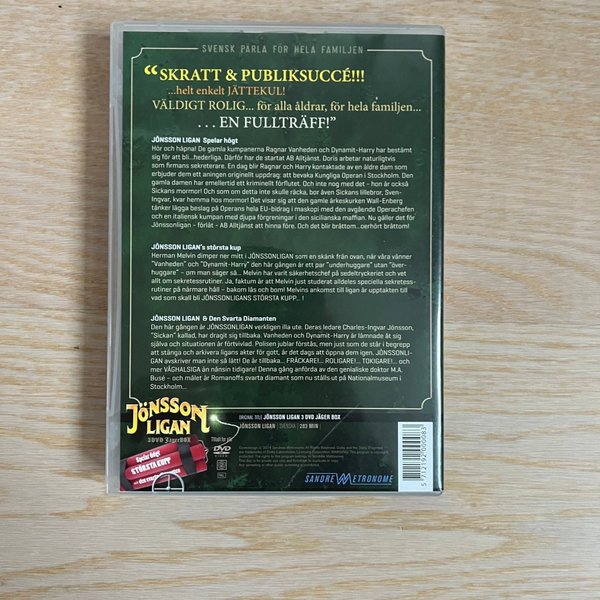 SVENSK PÄRLA FÖR HELA FAMILJEN
“SKRATT & PUBLIKSUCCÉ!!!
...helt enkelt JÄTTEKUL!
VÄLDIGT ROLIG... för alla åldrar, för hela familjen...
. . . EN FULLTRÄFF!”
JÖNSSON LIGAN Spelar högt
Hör och häpna! De gamla kumpanerna Ragnar Vanheden och Dynamit-Harry har bestämt
sig för att bli...hederliga. Därför har de startat AB Alltjänst. Doris arbetar naturligtvis
som firmans sekreterare. En dag blir Ragnar och Harry kontaktade av en äldre dam som
erbjuder dem ett aningen originellt uppdrag: att bevaka Kungliga Operan i Stockholm. Den
gamla damen har emellertid ett kriminellt förflutet. Och inte nog med det - hon är också
Sickans mormor! Och som om detta inte skulle räcka, bor även Sickans lillebror, Sven-
Ingvar, kvar hemma hos mormor! Det visar sig att den gamle ärkeskurken Wall-Enberg
tänker lägga beslag på Operans hela EU-bidrag i maskopi med den avgående Operachefen
och en italiensk kumpan med djupa förgreningar i den sicilianska maffian. Nu gäller det för
Jönssonligan - förlåt - AB Alltjänst att hinna före. Och det blir bråttom...oerhört bråttom!
JÖNSSON LIGAN's största kup
Herman Melvin dimper ner mitt i JÖNSSONLIGAN som en skänk från ovan, när våra vänner
"Vanheden" och "Dynamit-Harry" den här gången är ett par "underhuggare" utan "över-
huggare" - om man säger så... Melvin har varit säkerhetschef på sedeltryckeriet och vet
allt om sekretessrutiner. Ja, faktum är att Melvin just studerat alldeles speciella sekretess-
rutiner på närmare håll - bakom lås och bom! Melvins ankomst till ligan är upptakten till
vad som skall bli JÖNSSONLIGANS STÖRSTA KUPP... !
JÖNSSON LIGAN & Den Svarta Diamanten
Den här gången är JÖNSSONLIGAN verkligen illa ute. Deras ledare Charles-Ingvar Jönsson,
"Sickan" kallad, har dragit sig tillbaka. Vanheden och Dynamit-Harry är lämnade åt sig
själva och situationen är förtvivlad. Polisen jublar förstås, men just som de står i begrepp
att stänga och arkivera ligans akter för gott, är det dags att öppna dem igen. JÖNSSONLI-
GAN avskriver man inte så lätt! De är tillbaka... FRÄCKARE!... ROLIGARE!... TOKIGARE!... och
mer VÅGHALSIGA än nånsin tidigare! Denna gång anförda av den genialiske doktor M.A.
Busé - och målet är Romanoffs svarta diamant som nu ställs ut på Nationalmuseum i
Stockholm...
JÖNSSON
LIGAN
3DVD JägerBOX
Spelar högt
STÖRSTA KUPP
ORIGINAL TITLE JÖNSSON LIGAN 3 DVD JÄGER BOX
JÖNSSON LIGAN | SVENSKA | 283 MIN
DVD
VIDEO
SANDREMETRONOME
5712192000083